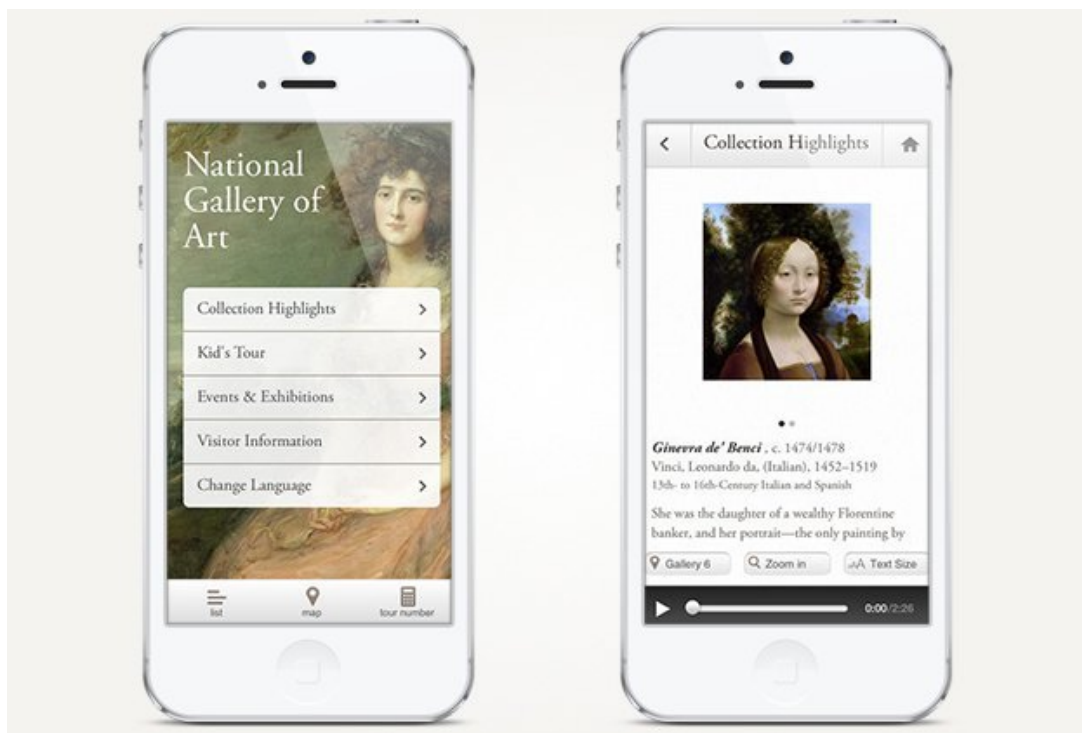 National
Gallery of
Art
Collection Highlights
Kid's Tour
Events & Exhibitions
Visitor Information
Change Language
list
map
tour number
Collection Highlights
Ginevra de' Benci , c. 1474/1478
Vinci, Leonardo da, (Italian), 1452–1519
13th- to 16th-Century Italian and Spanish
She was the daughter of a wealthy Florentine
banker, and her portrait—the only painting by
Gallery 6
Zoom in
AA Text Size
0:00/2:26